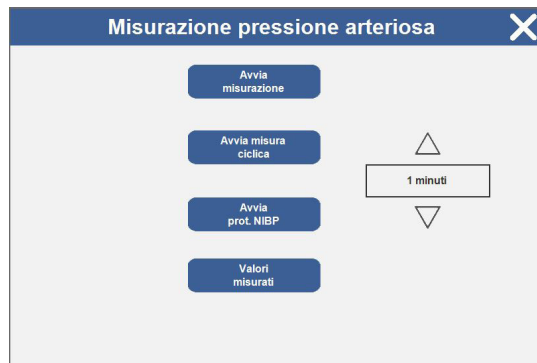 Misurazione pressione arteriosa
Avvia
misurazione
Avvia misura
ciclica
1 minuti
Avvia
prot. NIBP
Valori
misurati